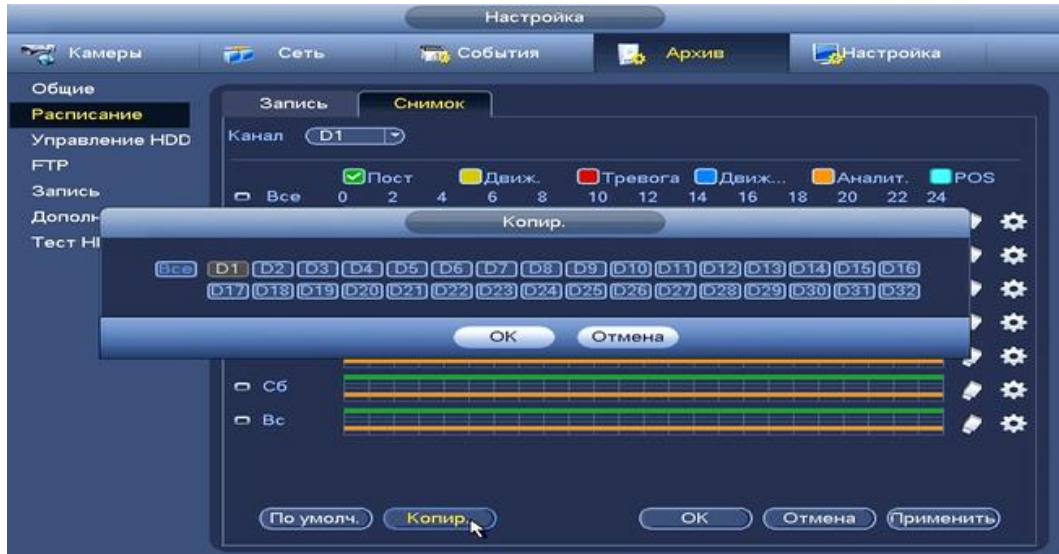 Настройка
Камеры Сеть События Архив Настройка
Общие
Расписание
Управление HDD
FTP
Запись
Дополн
Тест HI
Запись Снимок
Канал D1
Пост Движ. Тревога Движ... Аналит. POS
Все 0 2 4 6 8 10 12 14 16 18 20 22 24
Копир.
Все D1 D2 D3 D4 D5 D6 D7 D8 D9 D10 D11 D12 D13 D14 D15 D16
D17 D18 D19 D20 D21 D22 D23 D24 D25 D26 D27 D28 D29 D30 D31 D32
OK Отмена
Сб
Вс
По умолч. Копир. OK Отмена Применить